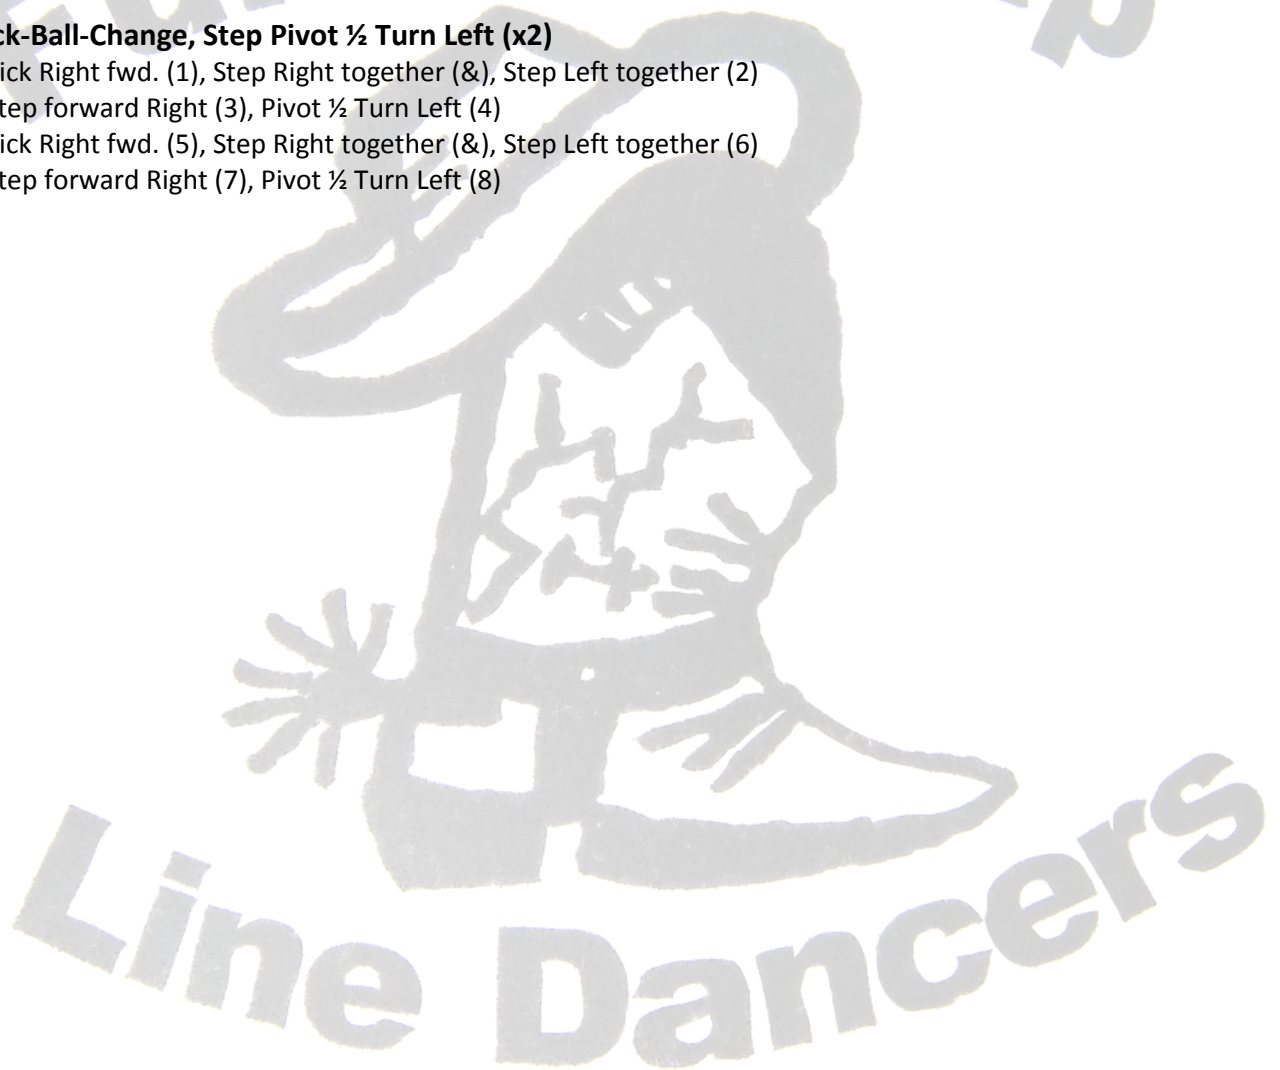 ck-Ball-Change, Step Pivot ½ Turn Left (x2)
ick Right fwd. (1), Step Right together (&), Step Left together (2)
tep forward Right (3), Pivot ½ Turn Left (4)
ick Right fwd. (5), Step Right together (&), Step Left together (6)
tep forward Right (7), Pivot ½ Turn Left (8)
Line Dancers